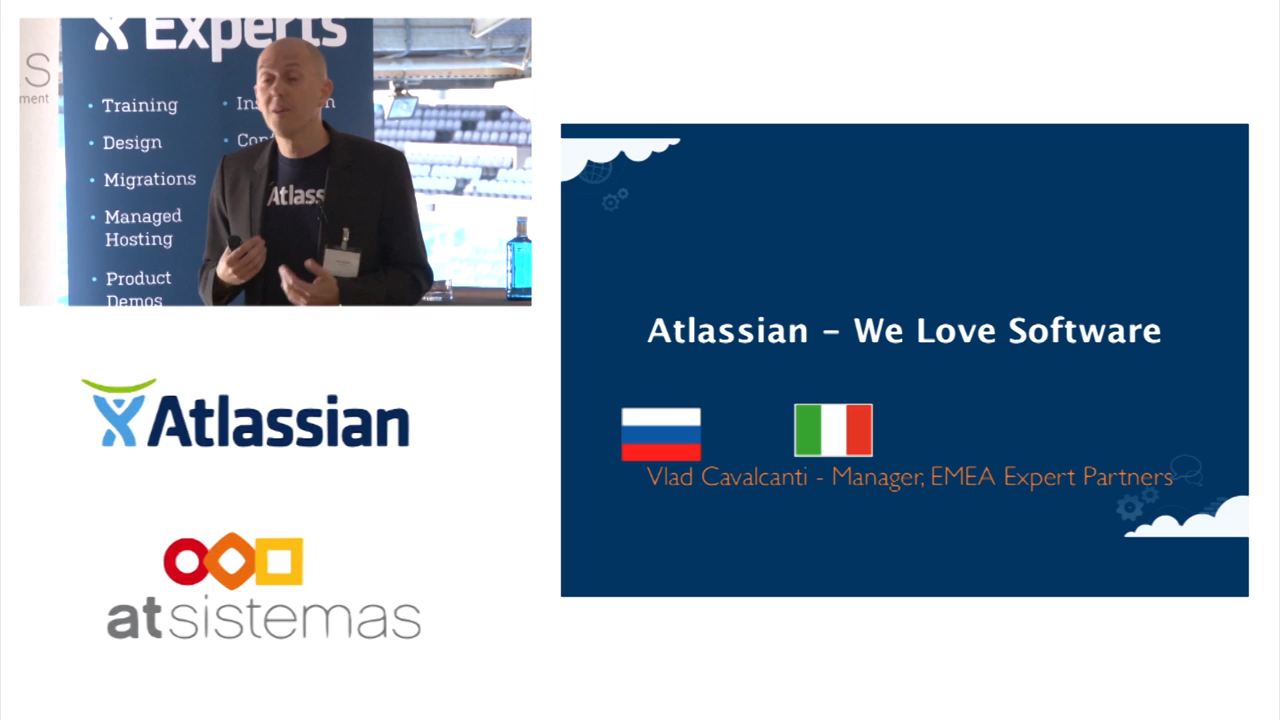 Experts
S
ment
Training
Design
Migrations
Managed
Hosting
Product
Demos
Atlass
Atlassian
atsistemas
Atlassian – We Love Software
Vlad Cavalcanti - Manager, EMEA Expert Partners